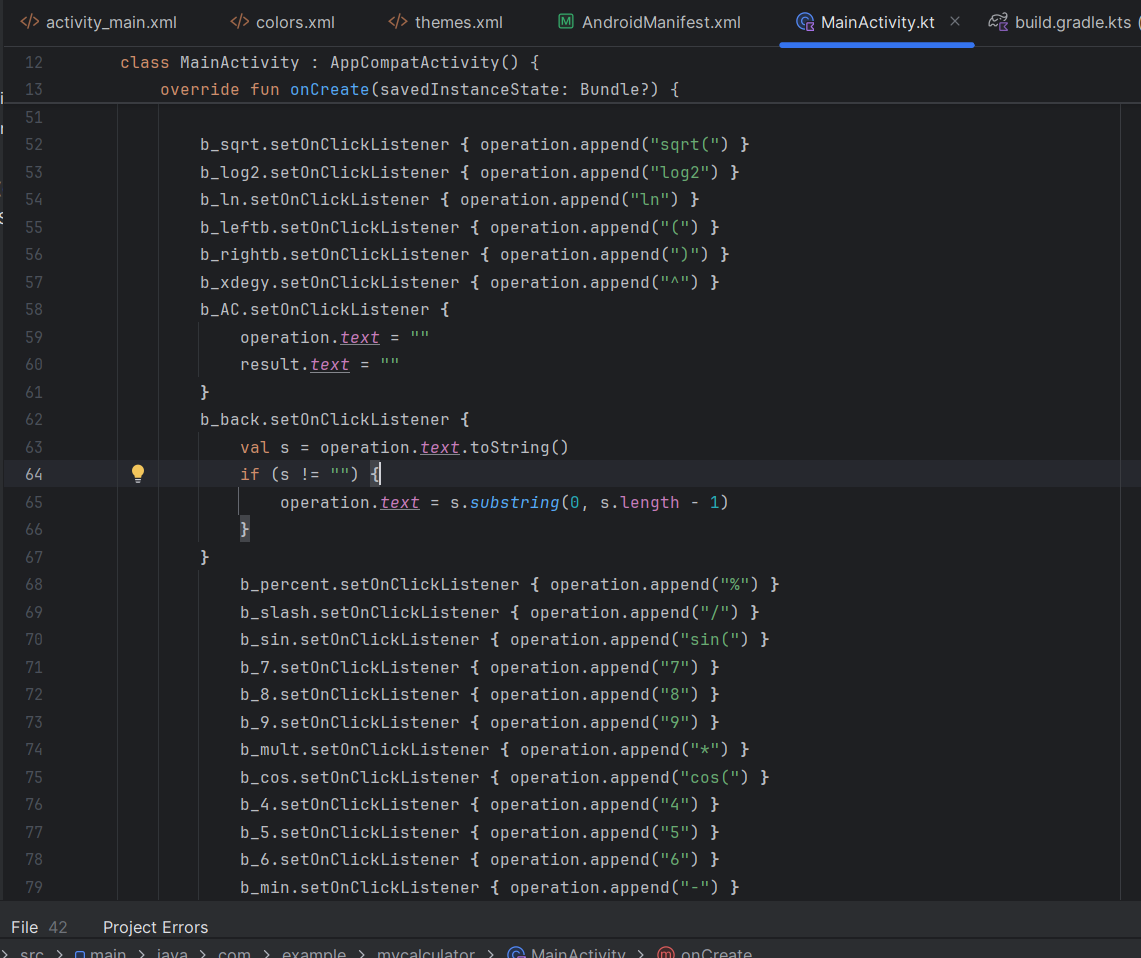 activity_main.xml colors.xml themes.xml AndroidManifest.xml MainActivity.kt build.gradle.kts (
12 class MainActivity : AppCompatActivity() {
13 override fun onCreate(savedInstanceState: Bundle?) {
51
52 b_sqrt.setOnClickListener { operation.append("sqrt(") }
53 b_log2.setOnClickListener { operation.append("log2") }
54 b_ln.setOnClickListener { operation.append("ln") }
55 b_leftb.setOnClickListener { operation.append("(") }
56 b_rightb.setOnClickListener { operation.append(")") }
57 b_xdegy.setOnClickListener { operation.append("^") }
58 b_AC.setOnClickListener {
59 operation.text = ""
60 result.text = ""
61 }
62 b_back.setOnClickListener {
63 val s = operation.text.toString()
64 if (s != "") {
65 operation.text = s.substring(0, s.length - 1)
66 }
67 }
68 b_percent.setOnClickListener { operation.append("%") }
69 b_slash.setOnClickListener { operation.append("/") }
70 b_sin.setOnClickListener { operation.append("sin(") }
71 b_7.setOnClickListener { operation.append("7") }
72 b_8.setOnClickListener { operation.append("8") }
73 b_9.setOnClickListener { operation.append("9") }
74 b_mult.setOnClickListener { operation.append("*") }
75 b_cos.setOnClickListener { operation.append("cos(") }
76 b_4.setOnClickListener { operation.append("4") }
77 b_5.setOnClickListener { operation.append("5") }
78 b_6.setOnClickListener { operation.append("6") }
79 b_min.setOnClickListener { operation.append("-") }
File 42 Project Errors
> src > main > java > com > example > mycalculator > MainActivity > onCreate